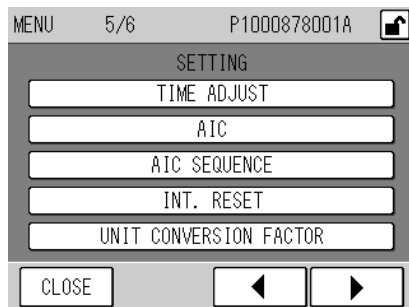 MENU 5/6 P1000878001A
SETTING
TIME ADJUST
AIC
AIC SEQUENCE
INT. RESET
UNIT CONVERSION FACTOR
CLOSE